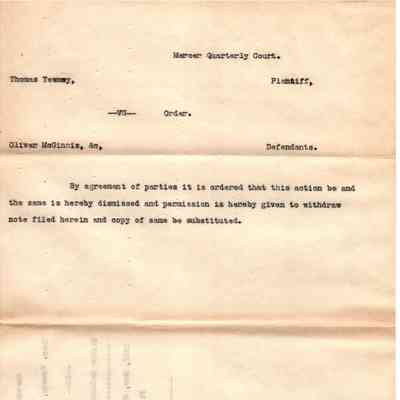 Mercer Quarterly Court.
Thomas Yeamy, Plantiff,
—VS— Order.
Oliver McGinnis, &c, Defendants.
By agreement of parties it is ordered that this action be and
the same is hereby dismissed and permission is hereby given to withdraw
note filed herein and copy of same be substituted.